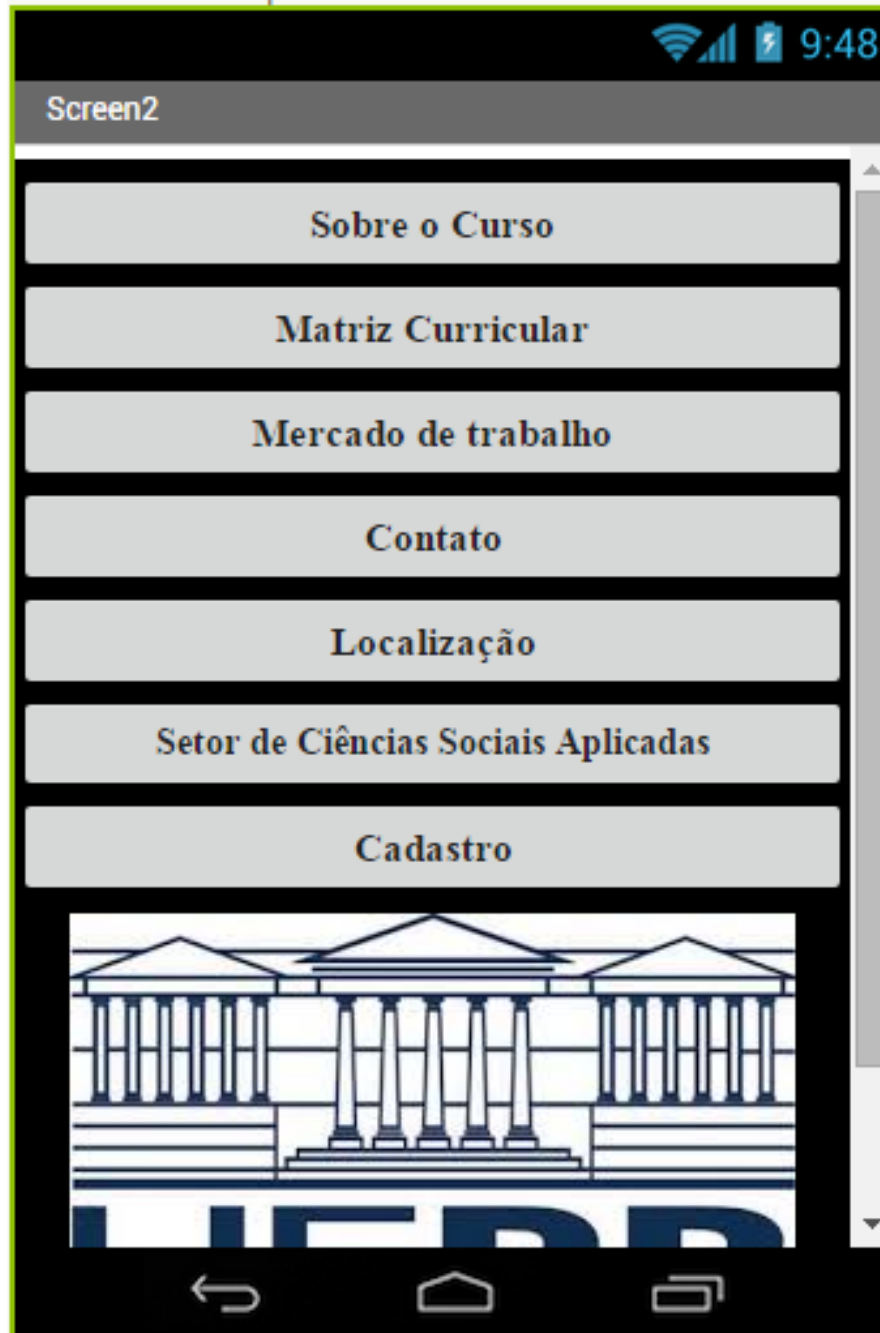 9:48
Screen2
Sobre o Curso
Matriz Curricular
Mercado de trabalho
Contato
Localização
Setor de Ciências Sociais Aplicadas
Cadastro